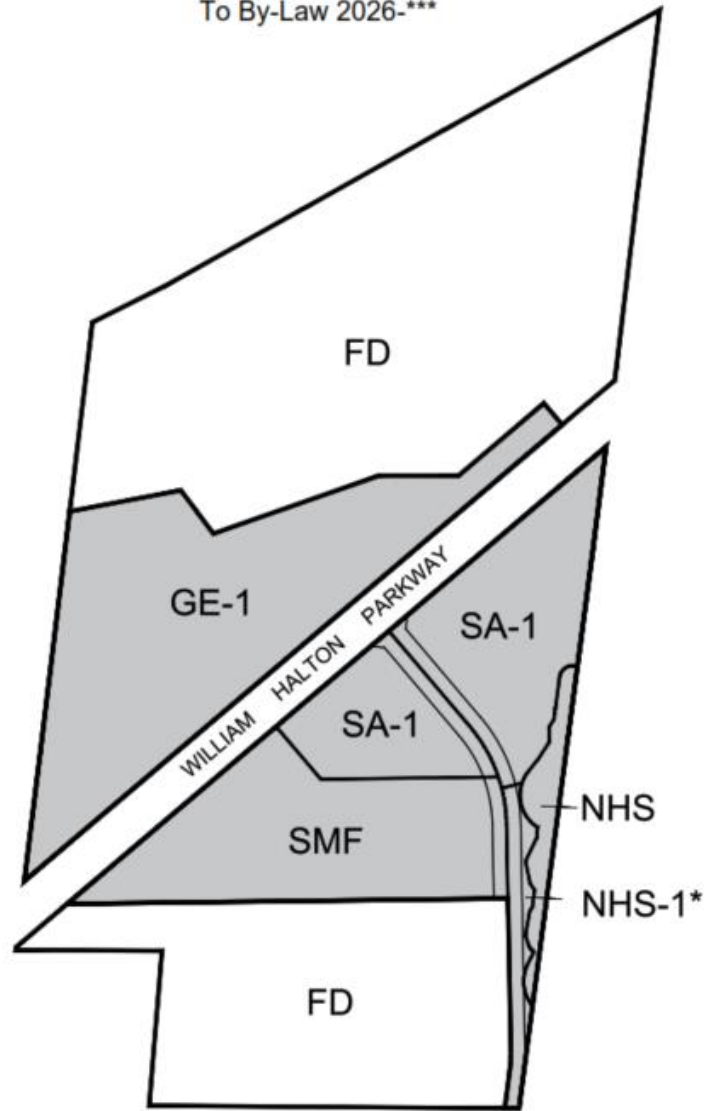 To By-Law 2026-***
FD
GE-1
WILLIAM HALTON PARKWAY
SA-1
SA-1
NHS
SMF
NHS-1*
FD